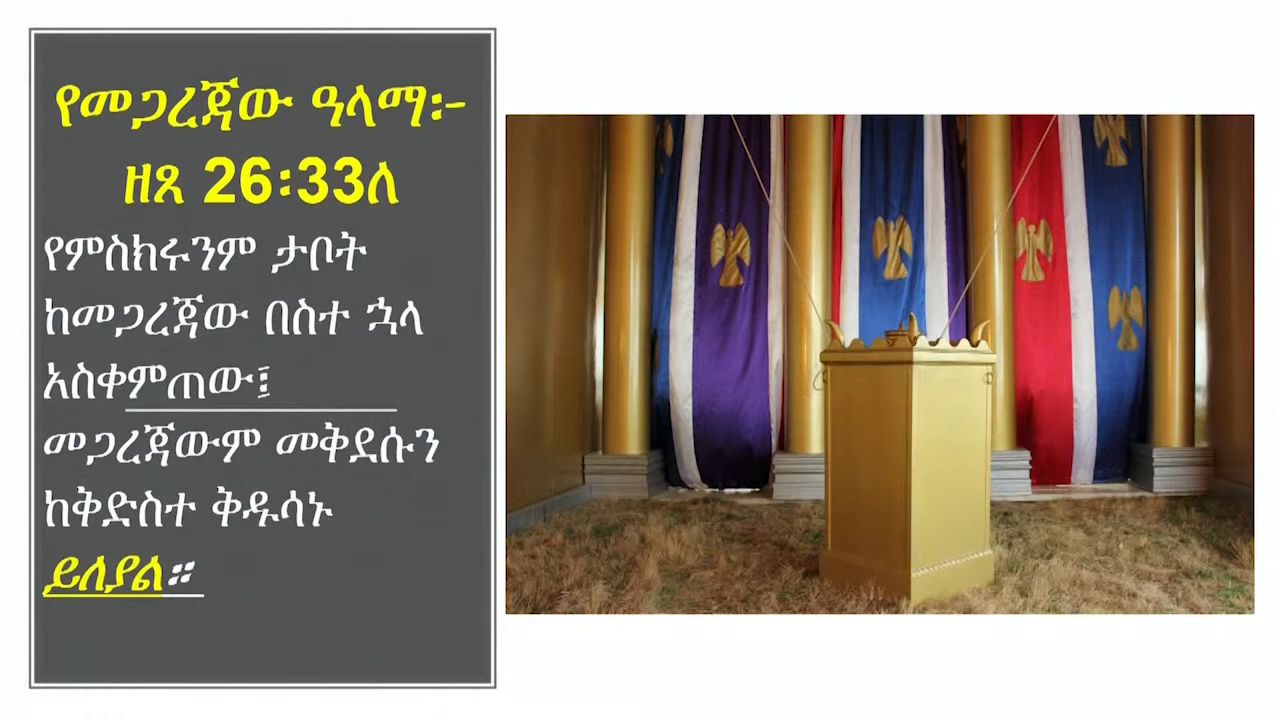 የመጋረጃው ዓላማ፡-
ዘጸ 26፡33ለ
የምስክሩንም ታቦት
ከመጋረጃው በስተ ኋላ
አስቀምጠው፤
መጋረጃውም መቅደሱን
ከቅድስተ ቅዱሳኑ
ይለያል።